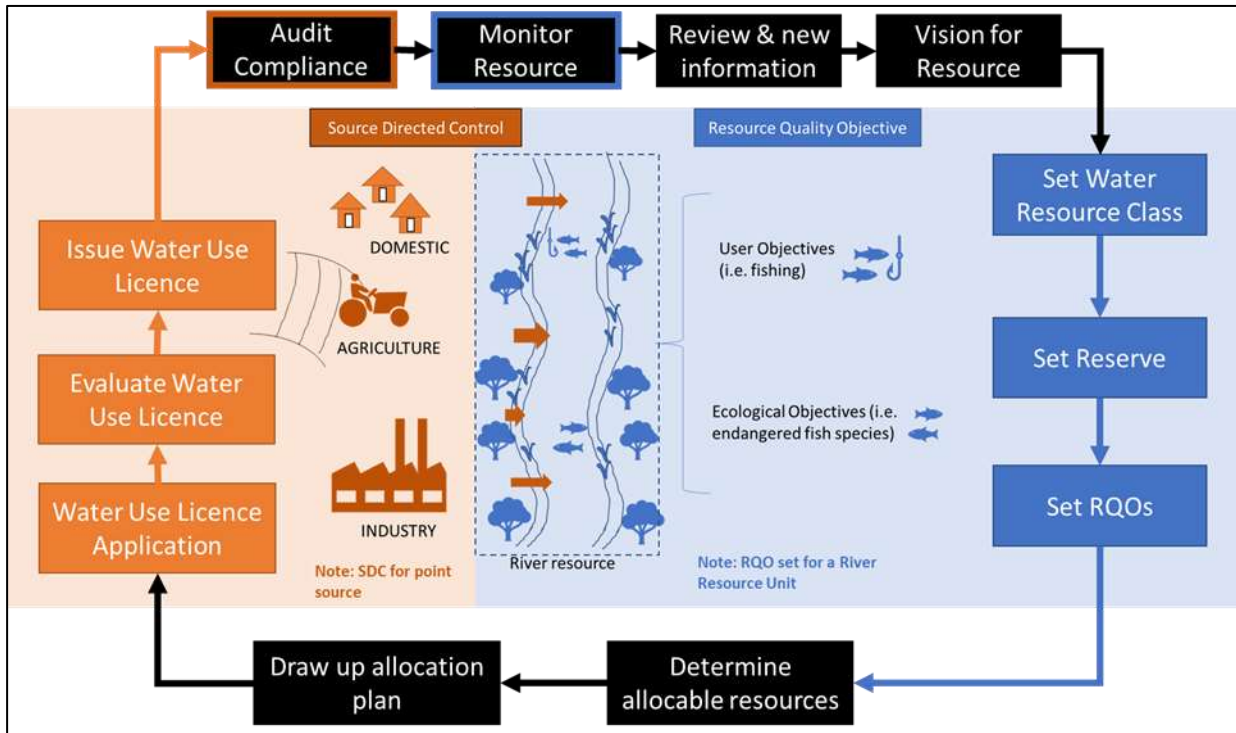 Audit
Compliance
Monitor
Resource
Review & new
information
Vision for
Resource
Source Directed Control
Resource Quality Objective
DOMESTIC
AGRICULTURE
INDUSTRY
Note: SDC for point
source
River resource
User Objectives
(i.e. fishing)
Ecological Objectives (i.e.
endangered fish species)
Note: RQO set for a River
Resource Unit
Set Water
Resource Class
Set Reserve
Set RQOs
Determine
allocable resources
Draw up allocation
plan
Water Use Licence
Application
Evaluate Water
Use Licence
Issue Water Use
Licence